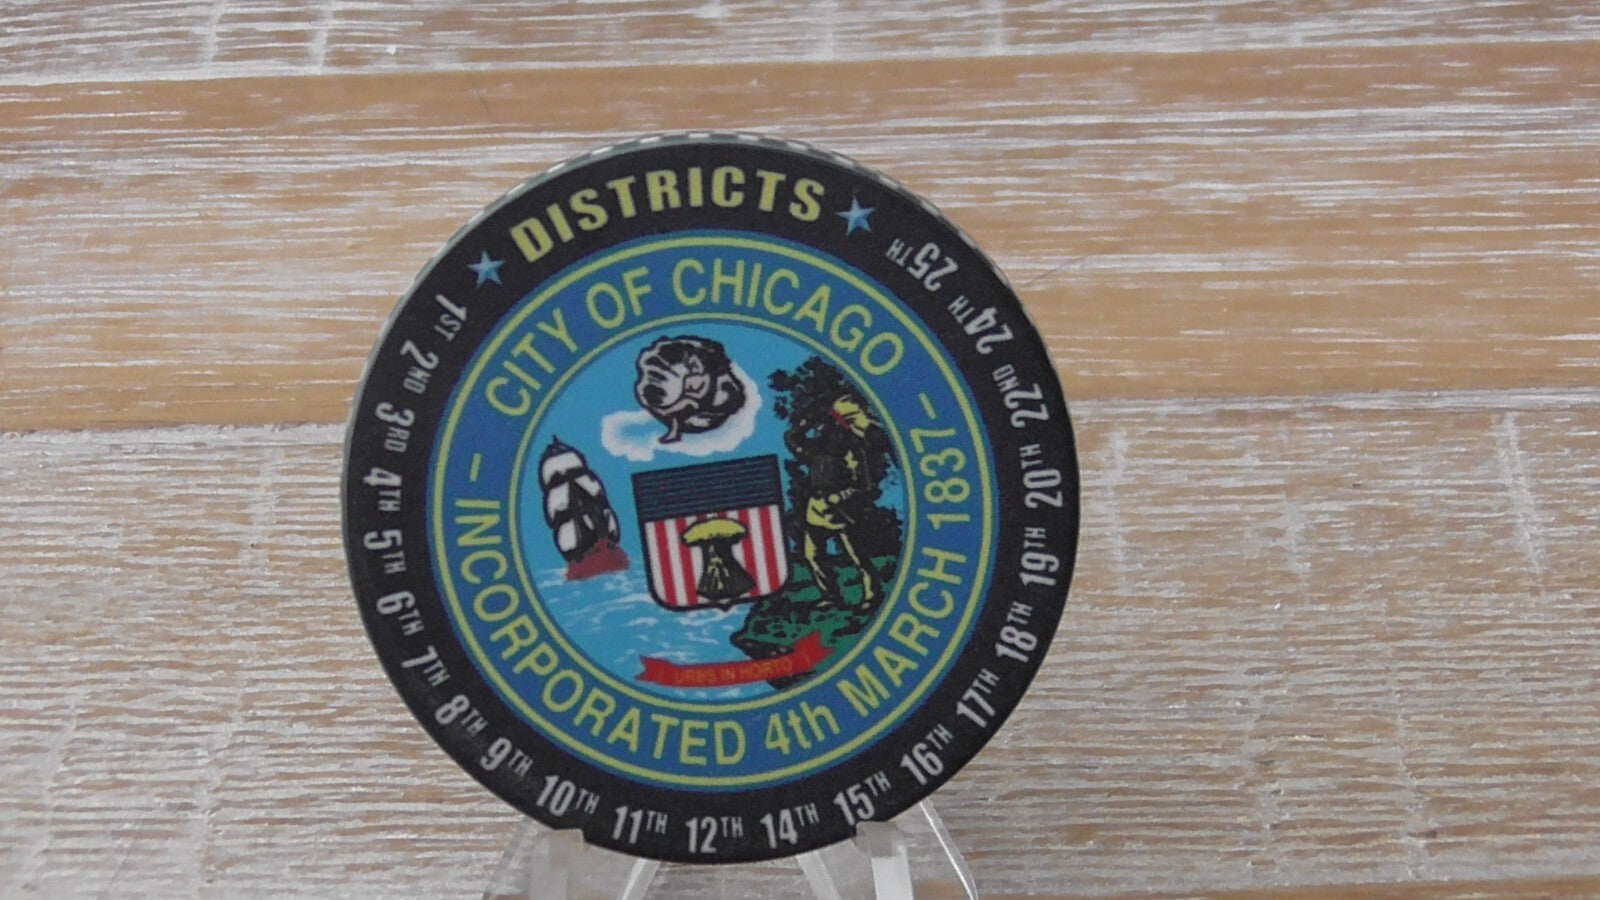 DISTRICTS
1ST 2ND 3RD 4TH 5TH 6TH 7TH 8TH 9TH 10TH 11TH 12TH 14TH 15TH 16TH 17TH 18TH 19TH 20TH 22ND 24TH 25TH
CITY OF CHICAGO
- INCORPORATED 4th MARCH 1837 -
URBS IN HORTO